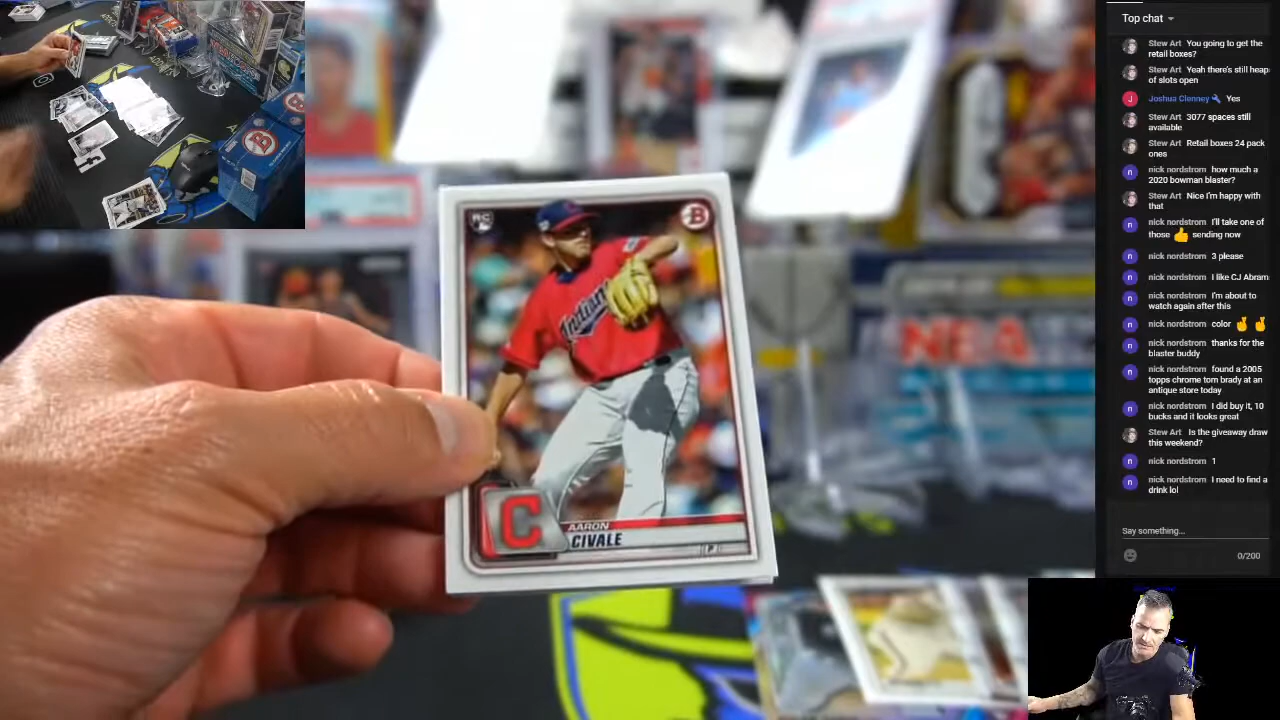 Top chat
Stew Art You going to get the
retail boxes?
Stew Art Yeah there's still heap
of slots open
J Joshua Clenney Yes
Stew Art 3077 spaces still
available
Stew Art Retail boxes 24 pack
ones
n nick nordstrom how much a
2020 bowman blaster?
Stew Art Nice I'm happy with
that
n nick nordstrom I'll take one of
those 👍 sending now
n nick nordstrom 3 please
n nick nordstrom I like CJ Abram
n nick nordstrom I'm about to
watch again after this
n nick nordstrom color 🤞 🤞
n nick nordstrom thanks for the
blaster buddy
n nick nordstrom found a 2005
topps chrome tom brady at an
antique store today
n nick nordstrom I did buy it, 10
bucks and it looks great
Stew Art Is the giveaway draw
this weekend?
n nick nordstrom 1
n nick nordstrom I need to find a
drink lol
Say something...
0/200
RC
B
Indians
C
AARON
CIVALE
P
NBA
B